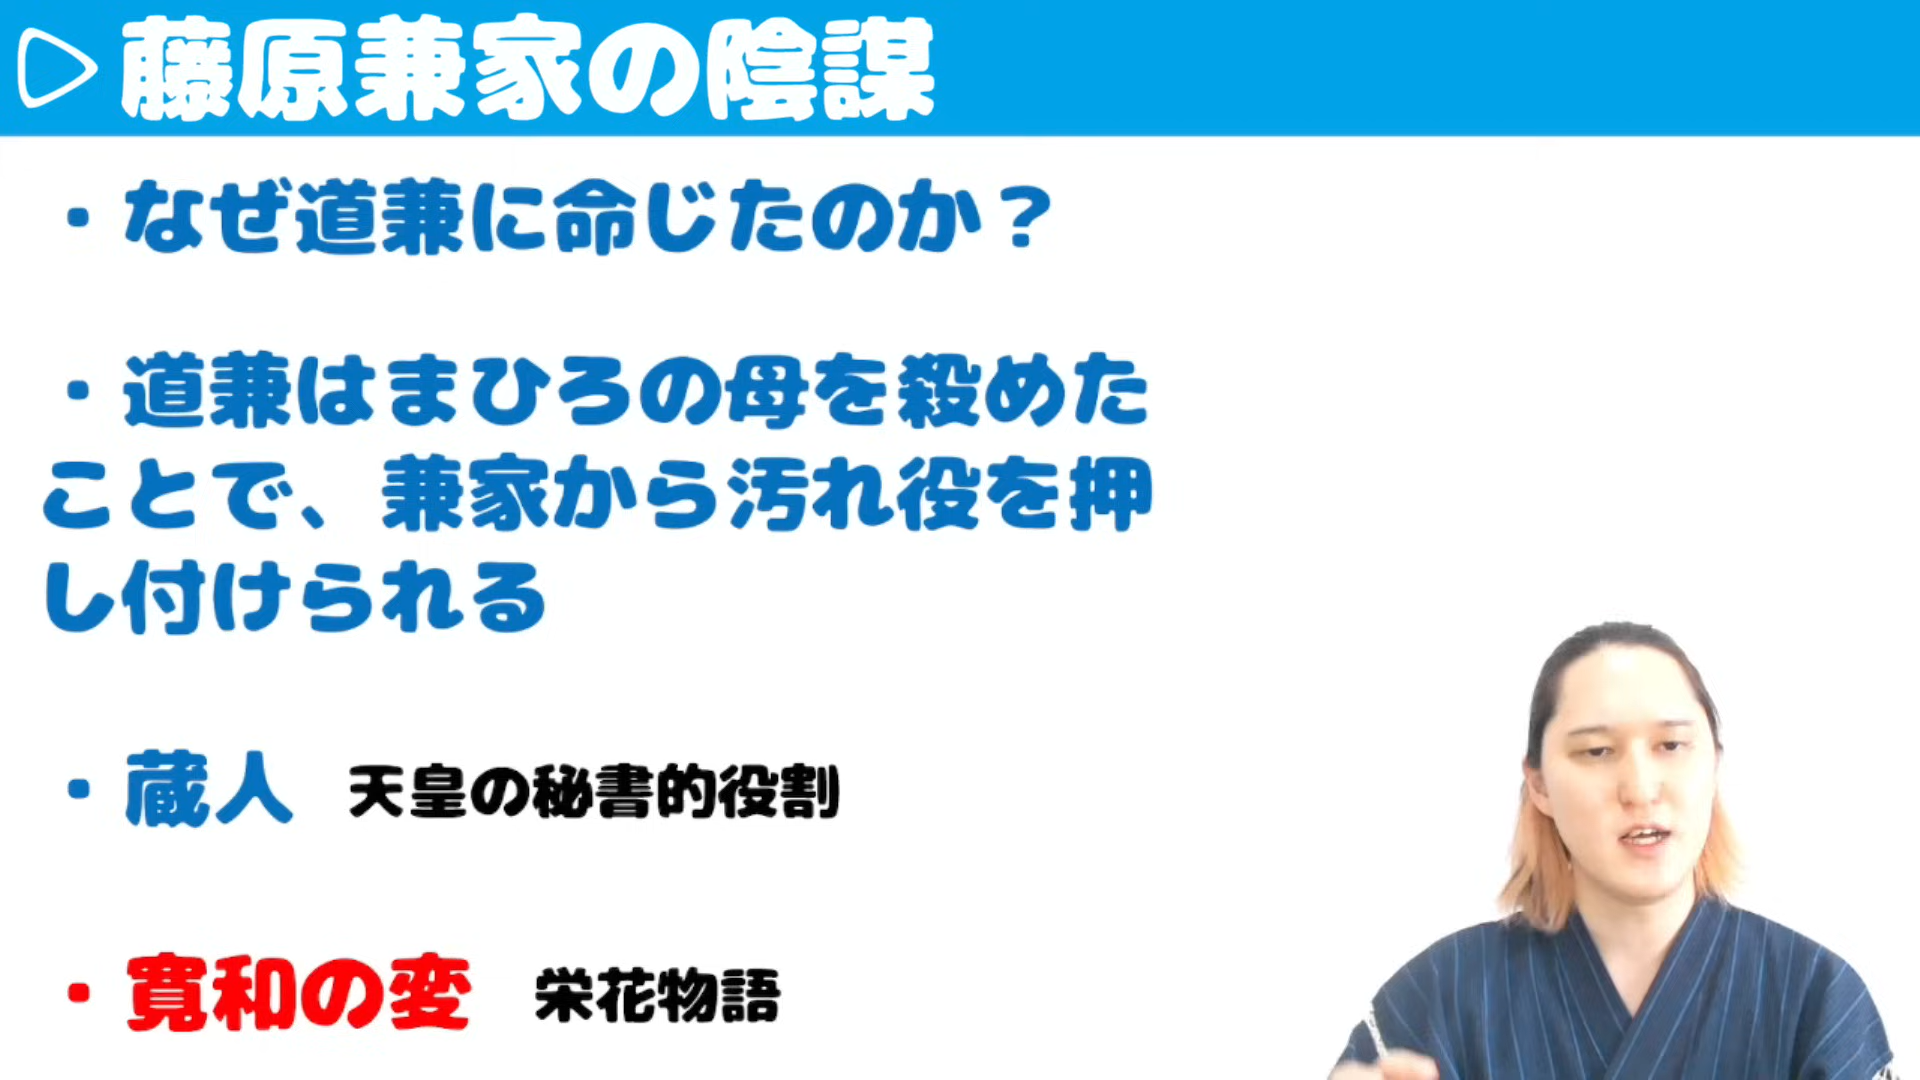 藤原兼家の陰謀
・なぜ道兼に命じたのか？
・道兼はまひろの母を殺めた
ことで、兼家から汚れ役を押
し付けられる
・蔵人 天皇の秘書的役割
・寛和の変 栄花物語